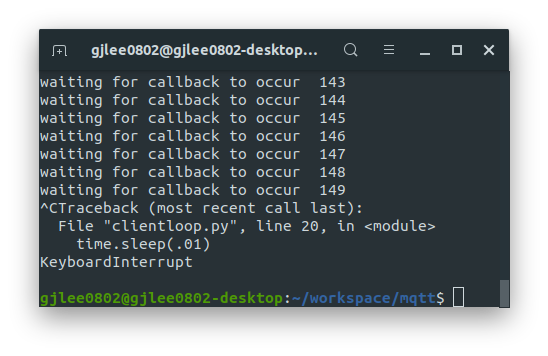 gjlee0802@gjlee0802-desktop...
waiting for callback to occur  143
waiting for callback to occur  144
waiting for callback to occur  145
waiting for callback to occur  146
waiting for callback to occur  147
waiting for callback to occur  148
waiting for callback to occur  149
^CTraceback (most recent call last):
  File "clientloop.py", line 20, in <module>
    time.sleep(.01)
KeyboardInterrupt
gjlee0802@gjlee0802-desktop:~/workspace/mqtt$